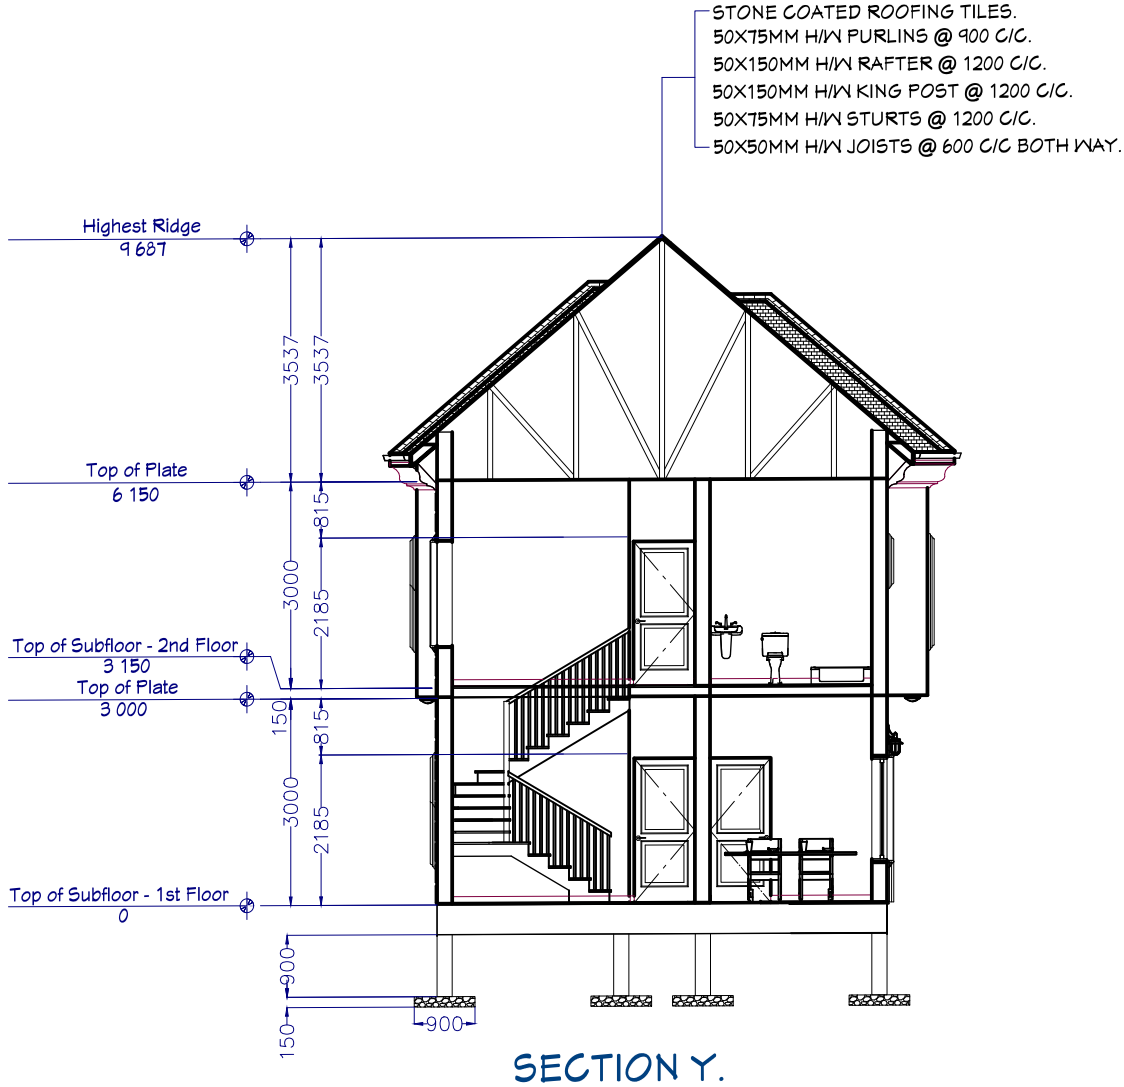 STONE COATED ROOFING TILES.
50X75MM H/W PURLINS @ 900 C/C.
50X150MM H/W RAFTER @ 1200 C/C.
50X150MM H/W KING POST @ 1200 C/C.
50X75MM H/W STURTS @ 1200 C/C.
50X50MM H/W JOISTS @ 600 C/C BOTH WAY.
Highest Ridge
9 687
3537
3537
Top of Plate
6 150
815
3000
2185
Top of Subfloor - 2nd Floor
3 150
Top of Plate
3 000
150
815
3000
2185
Top of Subfloor - 1st Floor
0
900
150
900
SECTION Y.